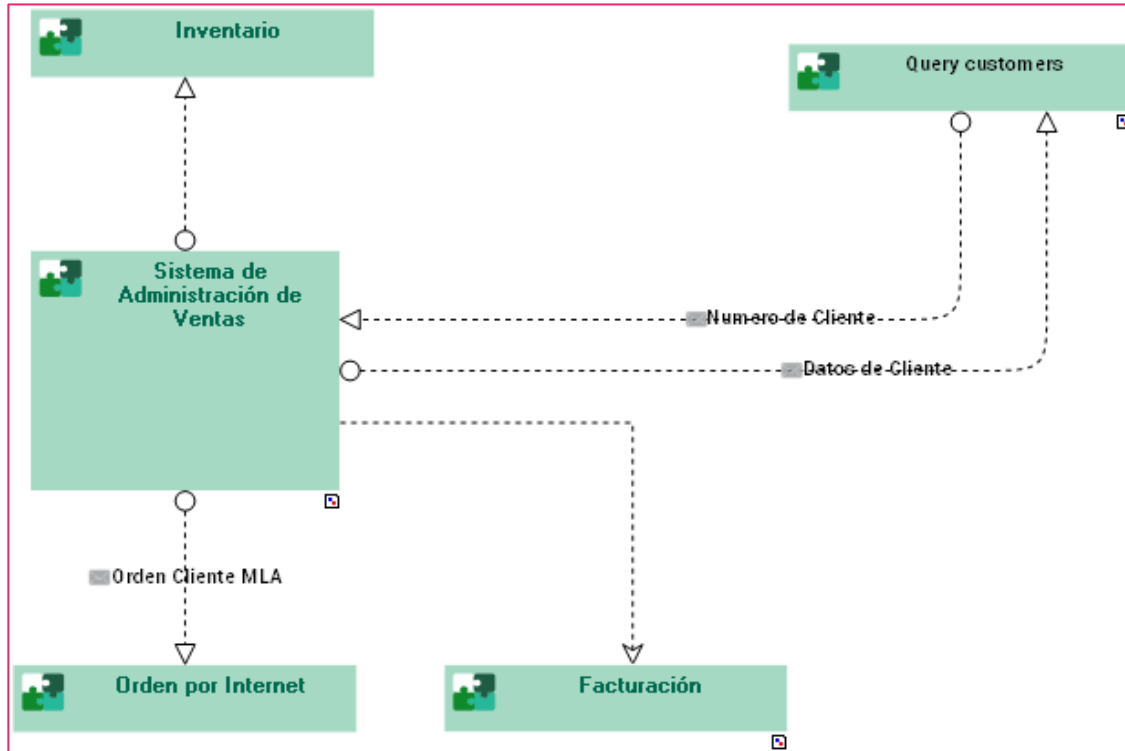 Inventario
Query customers
Sistema de
Administración de
Ventas
Numero de Cliente
Datos de Cliente
Orden Cliente MLA
Orden por Internet
Facturación